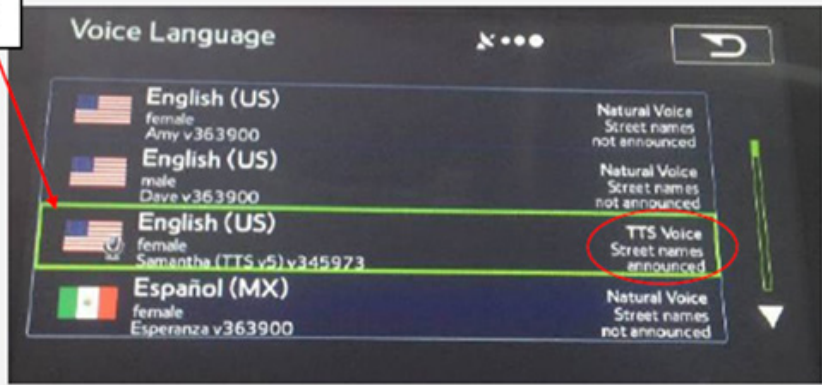 Voice Language
English (US)
female
Amy v363900
Natural Voice
Street names
not announced
English (US)
male
Dave v363900
Natural Voice
Street names
not announced
English (US)
female
Samantha (TTS v5) v345973
TTS Voice
Street names
announced
Español (MX)
female
Esperanza v363900
Natural Voice
Street names
not announced